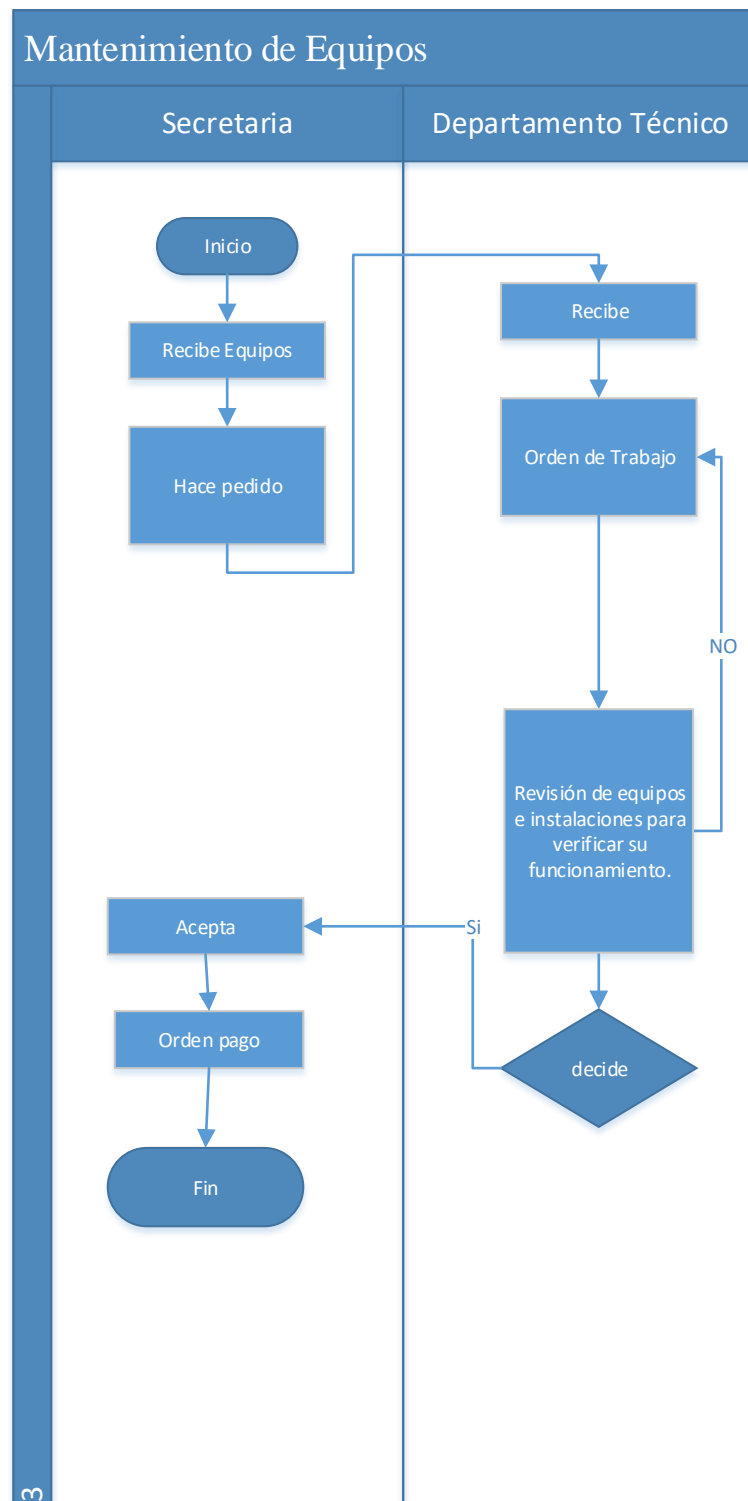 Mantenimiento de Equipos
Secretaria
Departamento Técnico
Inicio
Recibe
Recibe Equipos
Orden de Trabajo
Hace pedido
NO
Revisión de equipos
e instalaciones para
verificar su
funcionamiento.
Acepta
Si
Orden pago
decide
Fin
3